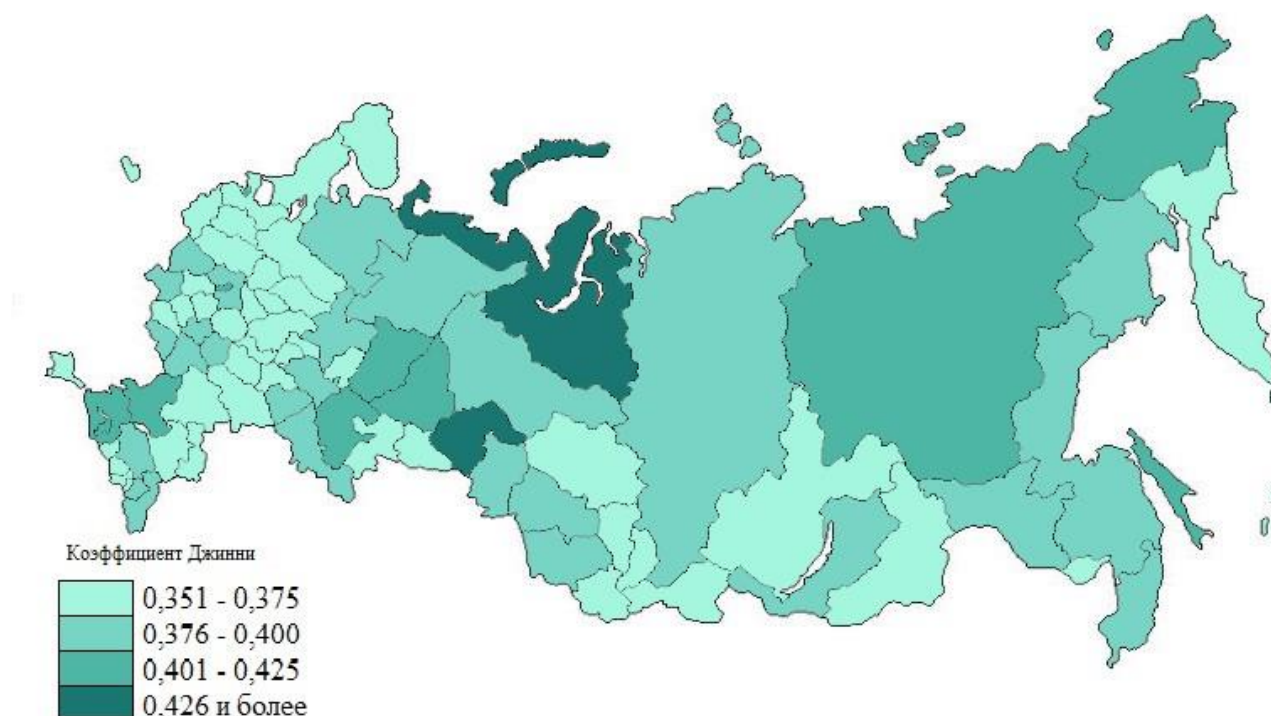 Коэффициент Джинни
0,351 - 0,375
0,376 - 0,400
0,401 - 0,425
0,426 и более